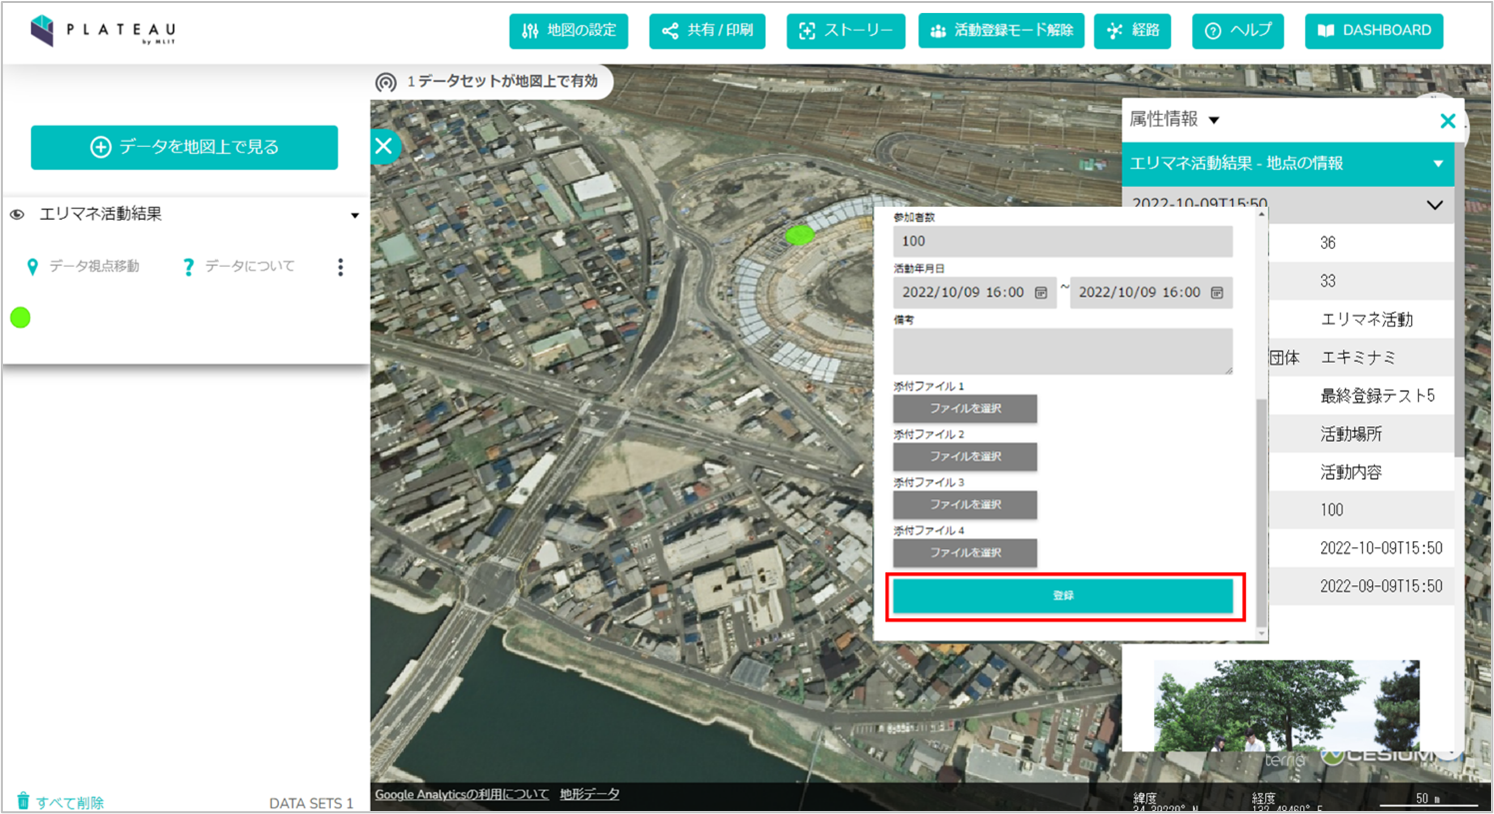 PLATEAU
by MLIT
地図の設定
共有 / 印刷
ストーリー
活動登録モード解除
経路
ヘルプ
DASHBOARD
1 データセットが地図上で有効
データを地図上で見る
エリマネ活動結果
データ視点移動
データについて
すべて削除
DATA SETS 1
属性情報
エリマネ活動結果 - 地点の情報
2022-10-09T15:50
36
33
エリマネ活動
団体 エキミナミ
最終登録テスト5
活動場所
活動内容
100
2022-10-09T15:50
2022-09-09T15:50
参加者数
100
活動年月日
2022/10/09 16:00 ~ 2022/10/09 16:00
備考
添付ファイル 1
ファイルを選択
添付ファイル 2
ファイルを選択
添付ファイル 3
ファイルを選択
添付ファイル 4
ファイルを選択
登録
terria
CESIUM
Google Analyticsの利用について 地形データ
緯度
経度
50 m